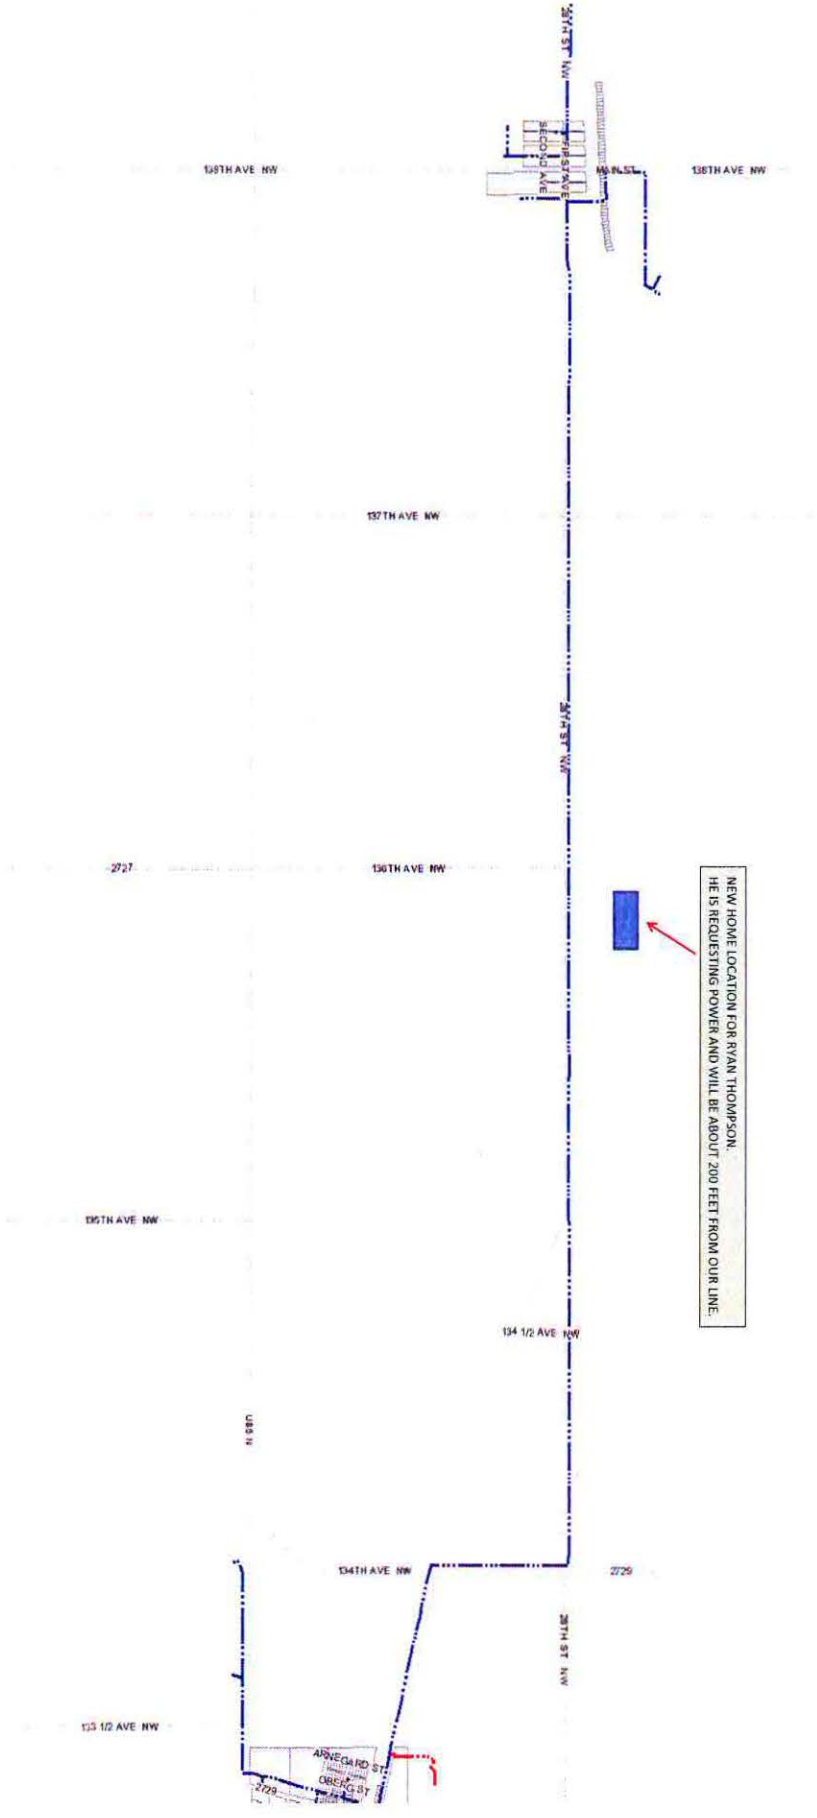 28TH ST NW
SECOND AVE
FIRST AVE
138TH AVE NW
MAIN ST
138TH AVE NW
137TH AVE NW
28TH ST NW
2727
136TH AVE NW
NEW HOME LOCATION FOR RYAN THOMPSON.
HE IS REQUESTING POWER AND WILL BE ABOUT 200 FEET FROM OUR LINE.
135TH AVE NW
134 1/2 AVE NW
134TH AVE NW
2729
28TH ST NW
133 1/2 AVE NW
ARNEGARD ST
OBERG ST
2729